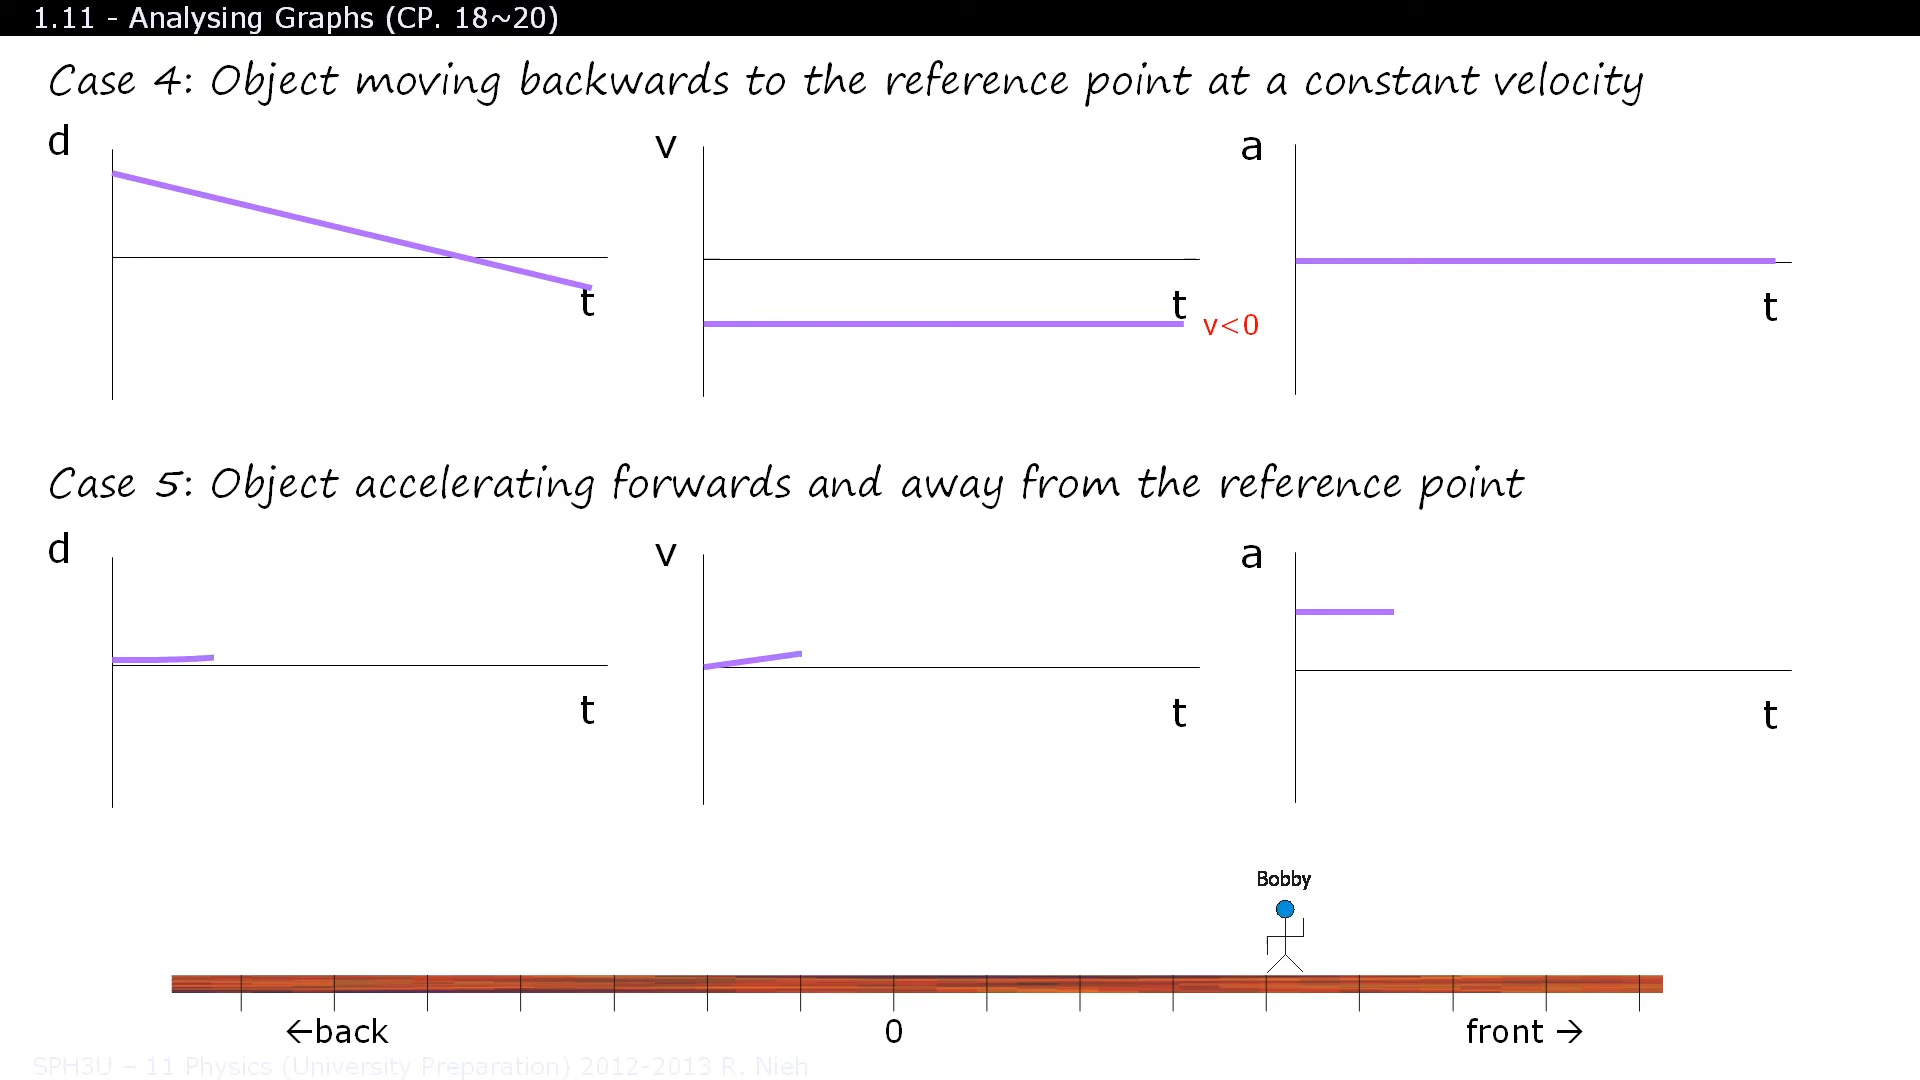 1.11 - Analysing Graphs (CP. 18~20)
Case 4: Object moving backwards to the reference point at a constant velocity
d
v
a
t
t
v<0
t
Case 5: Object accelerating forwards and away from the reference point
d
v
a
t
t
t
Bobby
←back
0
front →
SPH3U – 11 Physics (University Preparation) 2012-2013 R. Nieh